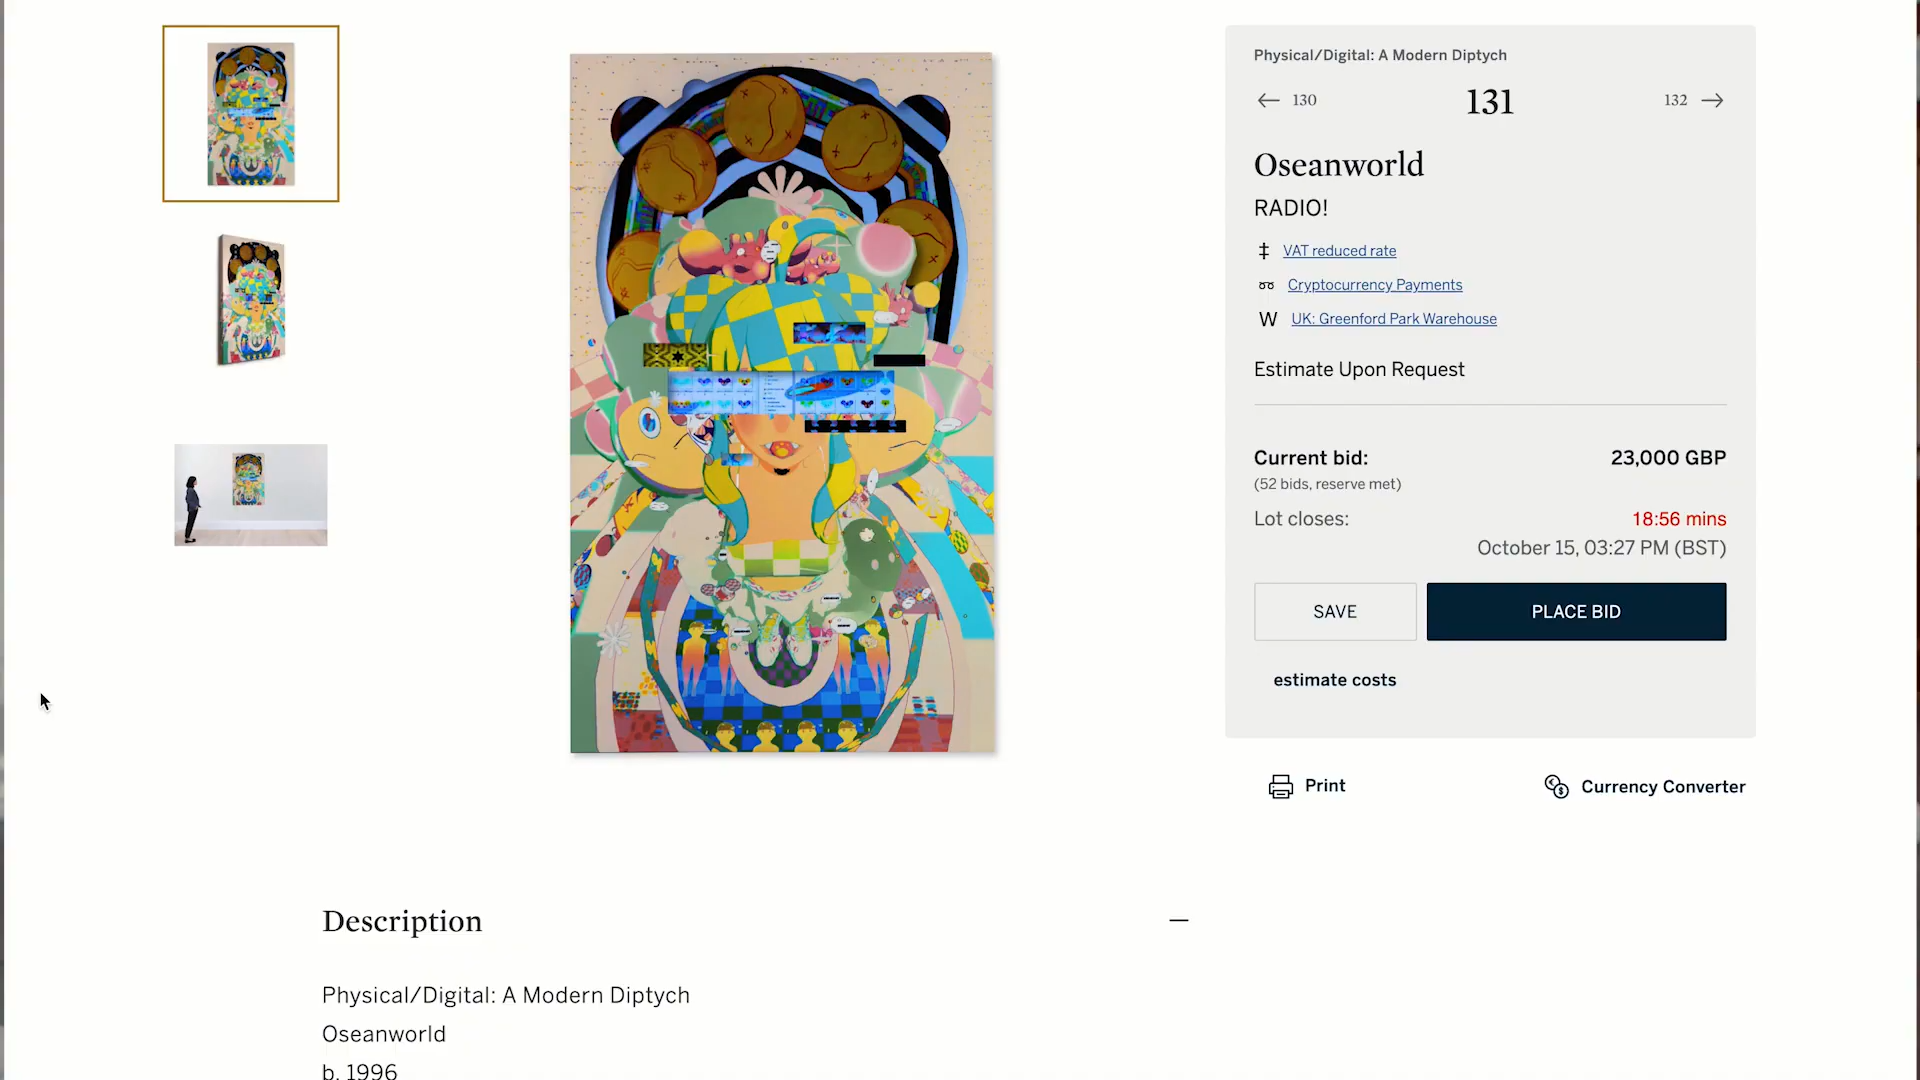 Physical/Digital: A Modern Diptych
← 130
131
132 →
Oseanworld
RADIO!
‡ VAT reduced rate
Cryptocurrency Payments
W UK: Greenford Park Warehouse
Estimate Upon Request
Current bid: 23,000 GBP
(52 bids, reserve met)
Lot closes: 18:56 mins
October 15, 03:27 PM (BST)
SAVE
PLACE BID
estimate costs
Print
Currency Converter
Description
Physical/Digital: A Modern Diptych
Oseanworld
b. 1996